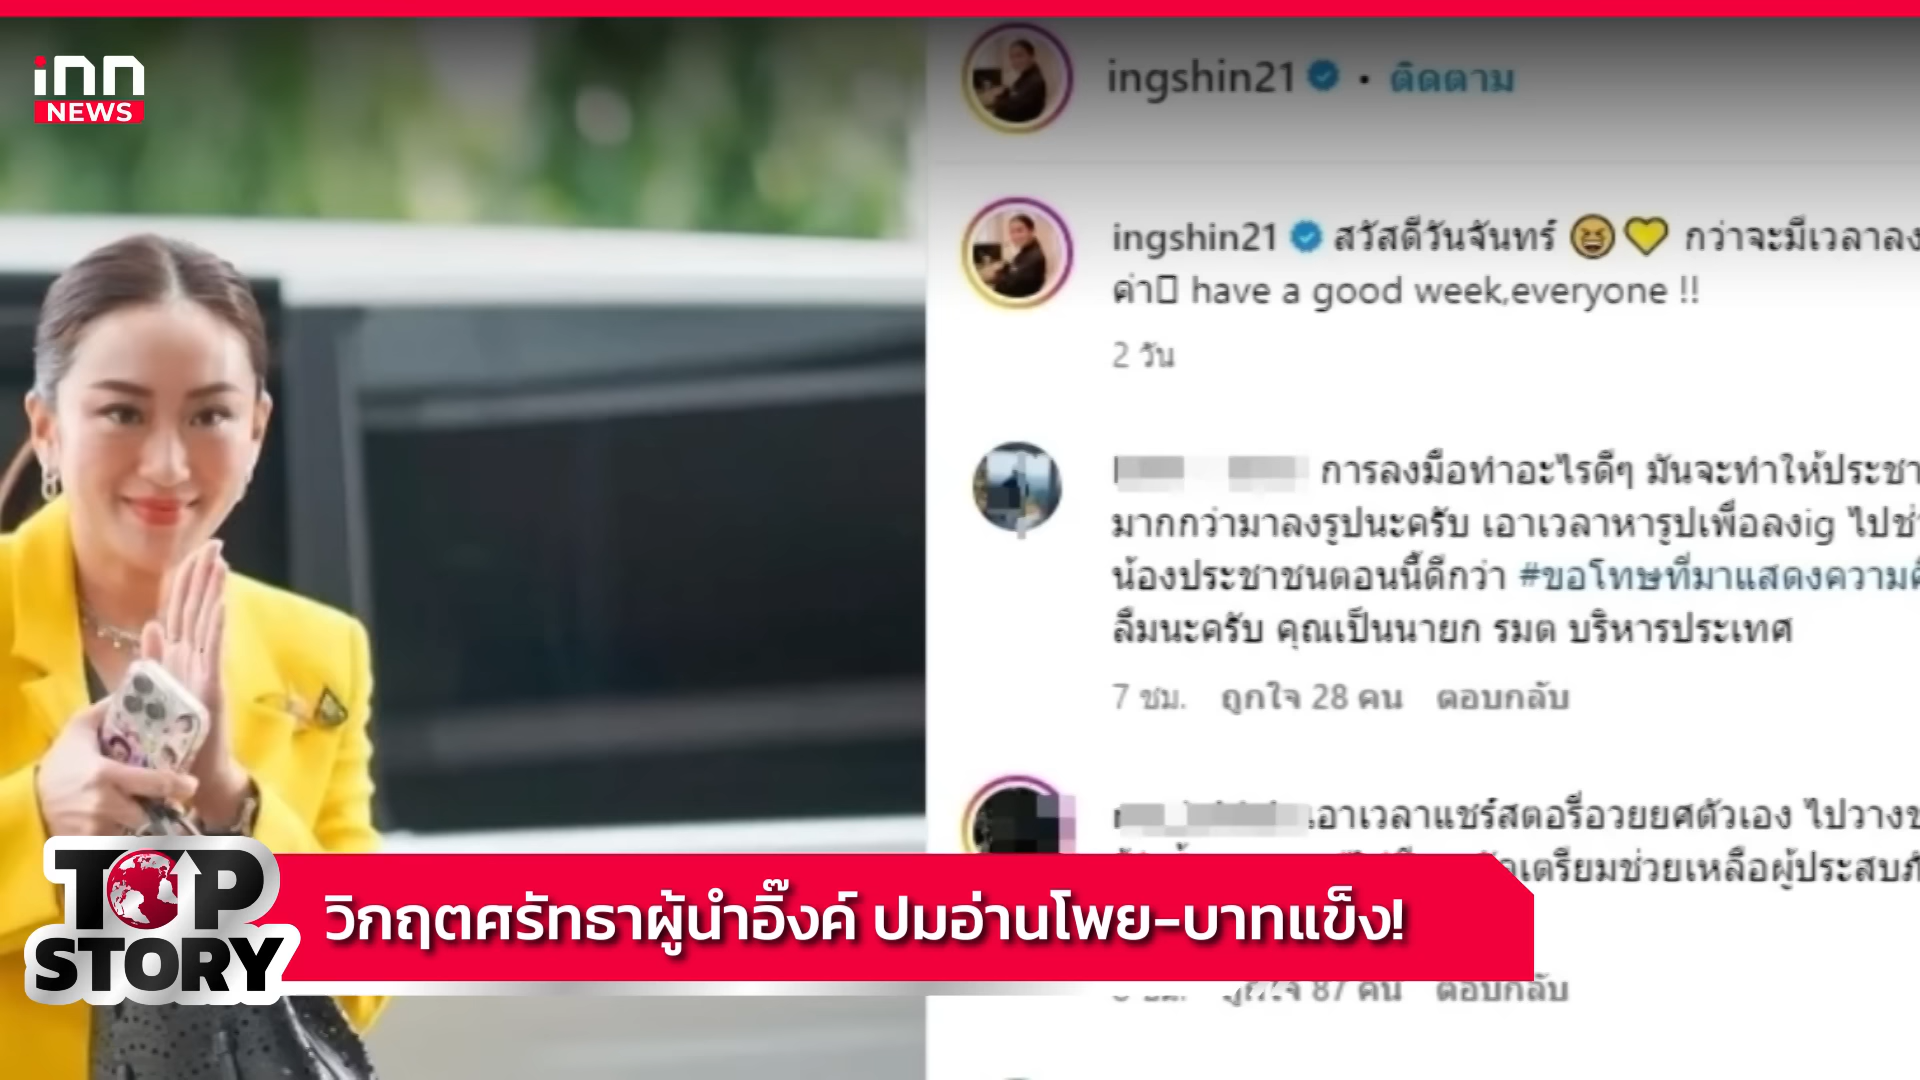 inn
NEWS
ingshin21 • ติดตาม
ingshin21 สวัสดีวันจันทร์ 😆💛 กว่าจะมีเวลาลง
ค่า have a good week,everyone !!
2 วัน
การลงมือทำอะไรดีๆ มันจะทำให้ประชา
มากกว่ามาลงรูปนะครับ เอาเวลาหารูปเพื่อลงig ไปช่
น้องประชาชนตอนนี้ดีกว่า #ขอโทษที่มาแสดงความคิ
ลืมนะครับ คุณเป็นนายก รมต บริหารประเทศ
7 ชม. ถูกใจ 28 คน ตอบกลับ
เอาเวลาแชร์สตอรี่อวยยศตัวเอง ไปวาง
เตรียมช่วยเหลือผู้ประสบภั
TOP
STORY
วิกฤตศรัทธาผู้นำอิ๊งค์ ปมอ่านโพย-บาทแข็ง!
ถูกใจ 87 คน ตอบกลับ